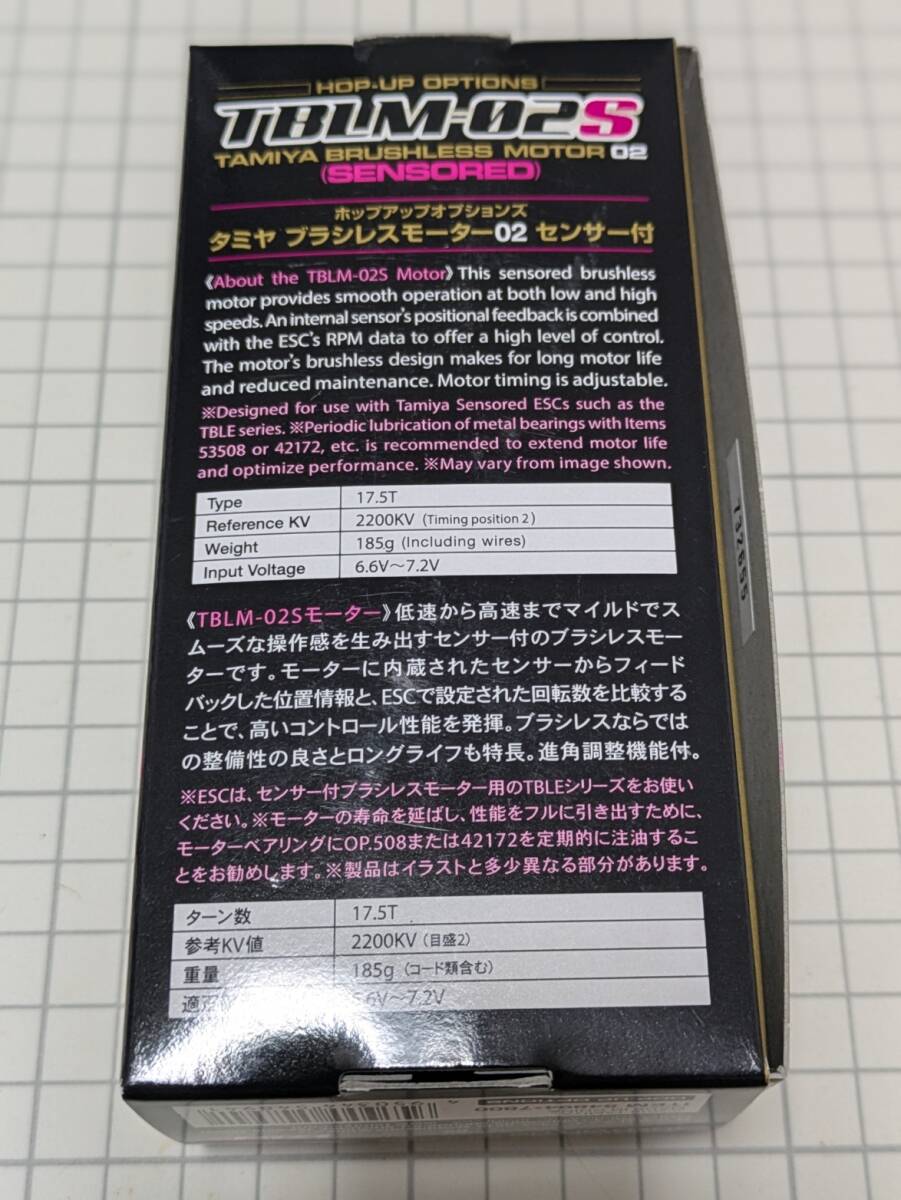 HOP-UP OPTIONS
TBLM-02S
TAMIYA BRUSHLESS MOTOR 02
(SENSORED)
ホップアップオプションズ
タミヤ ブラシレスモーター02 センサー付
《About the TBLM-02S Motor》This sensored brushless
motor provides smooth operation at both low and high
speeds. An internal sensor's positional feedback is combined
with the ESC's RPM data to offer a high level of control.
The motor's brushless design makes for long motor life
and reduced maintenance. Motor timing is adjustable.
※Designed for use with Tamiya Sensored ESCs such as the
TBLE series. ※Periodic lubrication of metal bearings with Items
53508 or 42172, etc. is recommended to extend motor life
and optimize performance. ※May vary from image shown.
Type 17.5T
Reference KV 2200KV (Timing position 2)
Weight 185g (Including wires)
Input Voltage 6.6V～7.2V
《TBLM-02Sモーター》低速から高速までマイルドでス
ムーズな操作感を生み出すセンサー付のブラシレスモー
ターです。モーターに内蔵されたセンサーからフィード
バックした位置情報と、ESCで設定された回転数を比較する
ことで、高いコントロール性能を発揮。ブラシレスならでは
の整備性の良さとロングライフも特長。進角調整機能付。
※ESCは、センサー付ブラシレスモーター用のTBLEシリーズをお使い
ください。※モーターの寿命を延ばし、性能をフルに引き出すために、
モーターベアリングにOP.508または42172を定期的に注油するこ
とをお勧めします。※製品はイラストと多少異なる部分があります。
ターン数 17.5T
参考KV値 2200KV (目盛2)
重量 185g (コード類含む)
適正 6.6V～7.2V